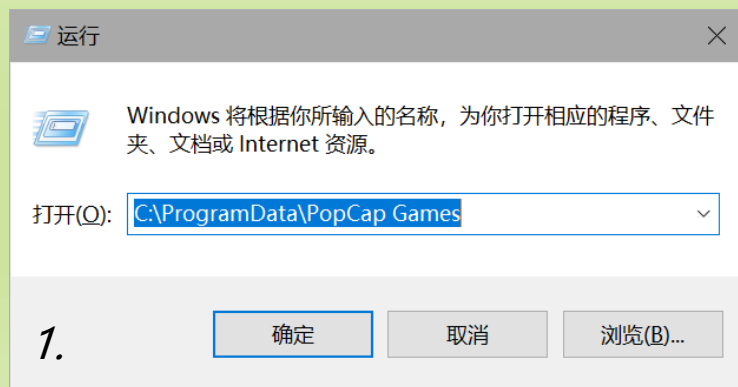 运行
Windows 将根据你所输入的名称，为你打开相应的程序、文件
夹、文档或 Internet 资源。
打开(O): C:\ProgramData\PopCap Games
1. 确定 取消 浏览(B)...